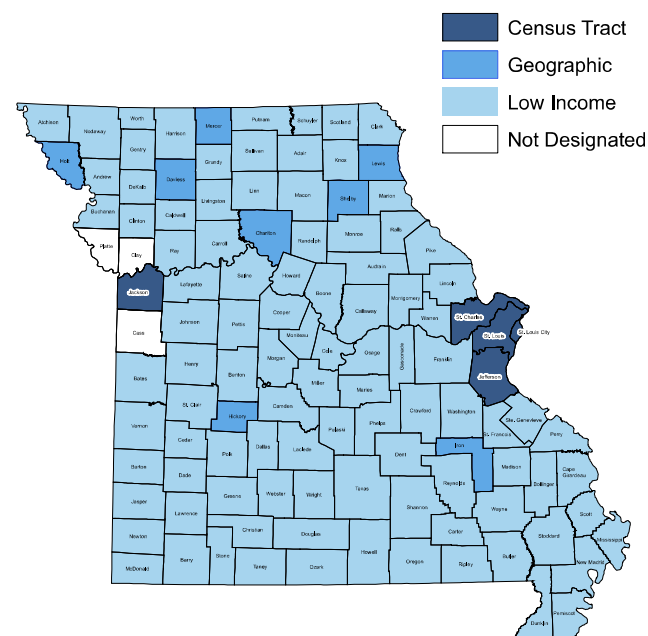 Census Tract
Geographic
Low Income
Not Designated
Atchison
Nodaway
Worth
Harrison
Mercer
Putnam
Schuyler
Scotland
Clark
Holt
Andrew
Gentry
DeKalb
Daviess
Grundy
Sullivan
Adair
Knox
Lewis
Buchanan
Clinton
Caldwell
Livingston
Linn
Macon
Shelby
Marion
Platte
Clay
Ray
Carroll
Chariton
Randolph
Monroe
Ralls
Pike
Audrain
Jackson
Lafayette
Saline
Howard
Boone
Callaway
Montgomery
Lincoln
Warren
St. Charles
St. Louis
St. Louis City
Cass
Johnson
Pettis
Cooper
Moniteau
Cole
Osage
Gasconade
Franklin
Jefferson
Bates
Henry
Benton
Morgan
Miller
Maries
St. Clair
Hickory
Camden
Pulaski
Phelps
Crawford
Washington
Ste. Genevieve
St. Francois
Perry
Vernon
Cedar
Polk
Dallas
Laclede
Dent
Iron
Madison
Bollinger
Cape Girardeau
Barton
Dade
Greene
Webster
Wright
Texas
Reynolds
Wayne
Scott
Jasper
Lawrence
Christian
Douglas
Shannon
Carter
Stoddard
Mississippi
Newton
McDonald
Barry
Stone
Taney
Ozark
Howell
Oregon
Ripley
Butler
New Madrid
Dunklin
Pemiscot